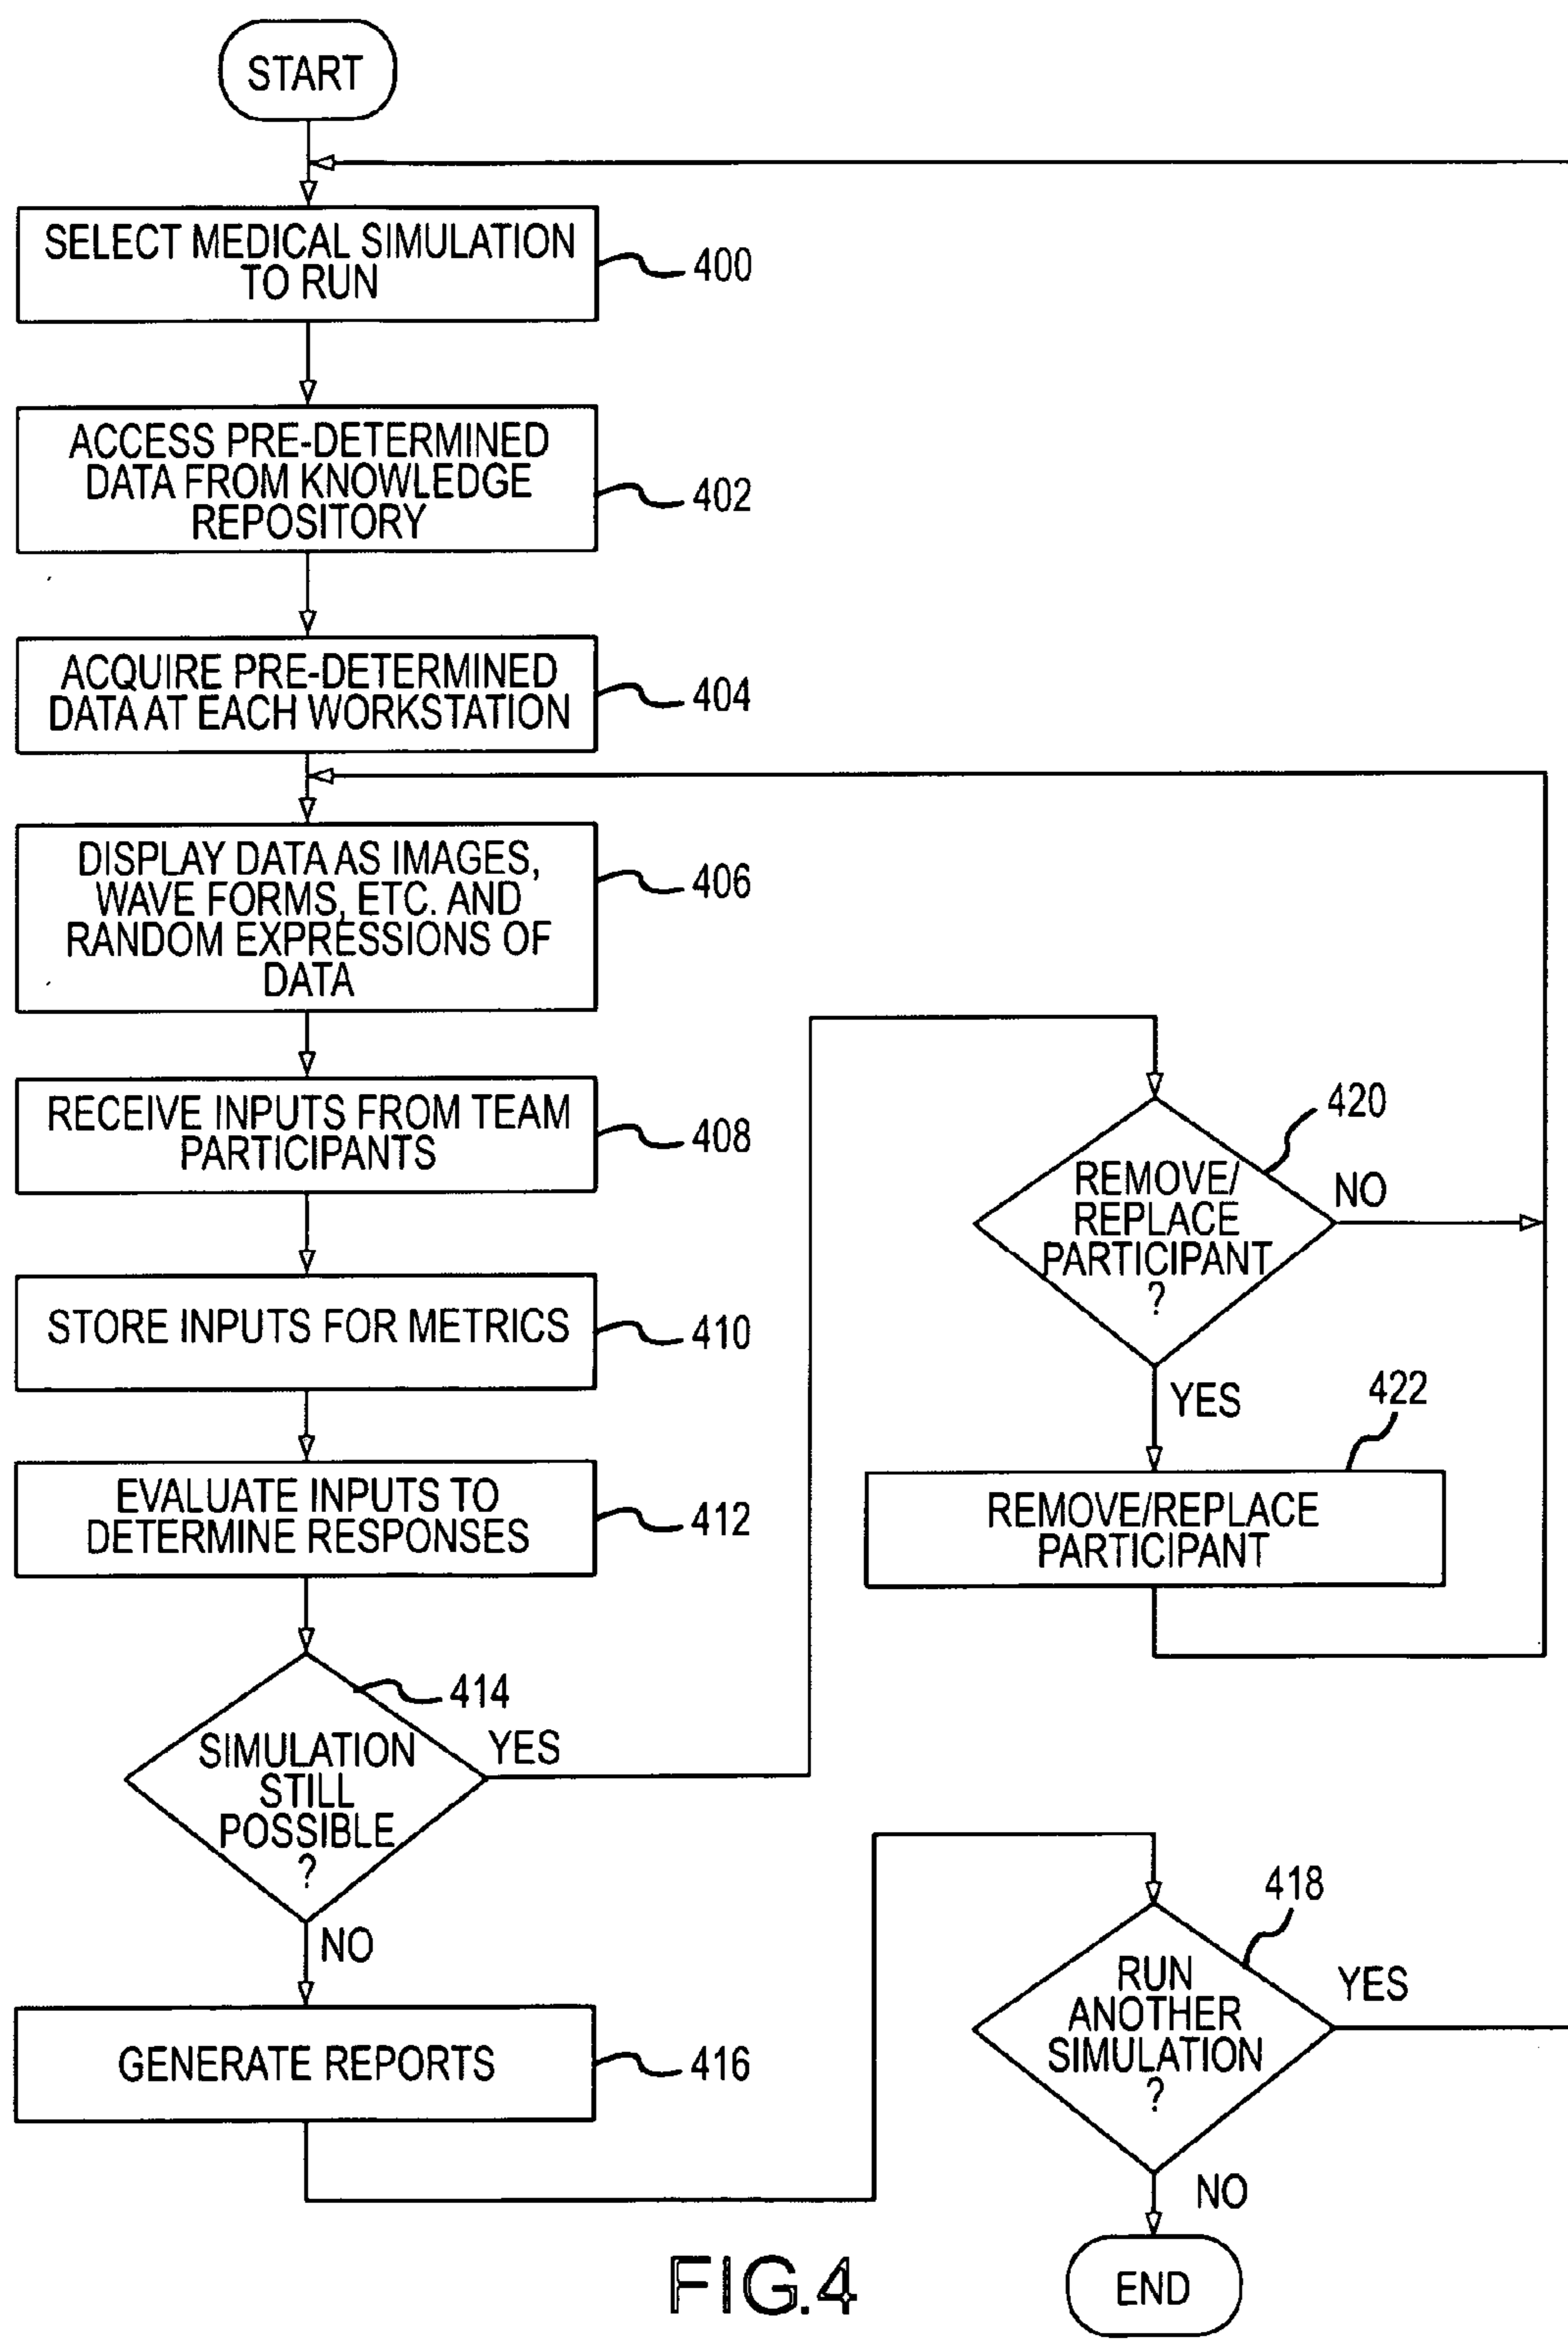 START
SELECT MEDICAL SIMULATION
TO RUN
400
ACCESS PRE-DETERMINED
DATA FROM KNOWLEDGE
REPOSITORY
402
ACQUIRE PRE-DETERMINED
DATA AT EACH WORKSTATION
404
DISPLAY DATA AS IMAGES,
WAVE FORMS, ETC. AND
RANDOM EXPRESSIONS OF
DATA
406
RECEIVE INPUTS FROM TEAM
PARTICIPANTS
408
STORE INPUTS FOR METRICS
410
EVALUATE INPUTS TO
DETERMINE RESPONSES
412
SIMULATION
STILL
POSSIBLE
?
414
YES
NO
GENERATE REPORTS
416
REMOVE/
REPLACE
PARTICIPANT
?
420
NO
YES
REMOVE/REPLACE
PARTICIPANT
422
RUN
ANOTHER
SIMULATION
?
418
YES
NO
END
FIG.4